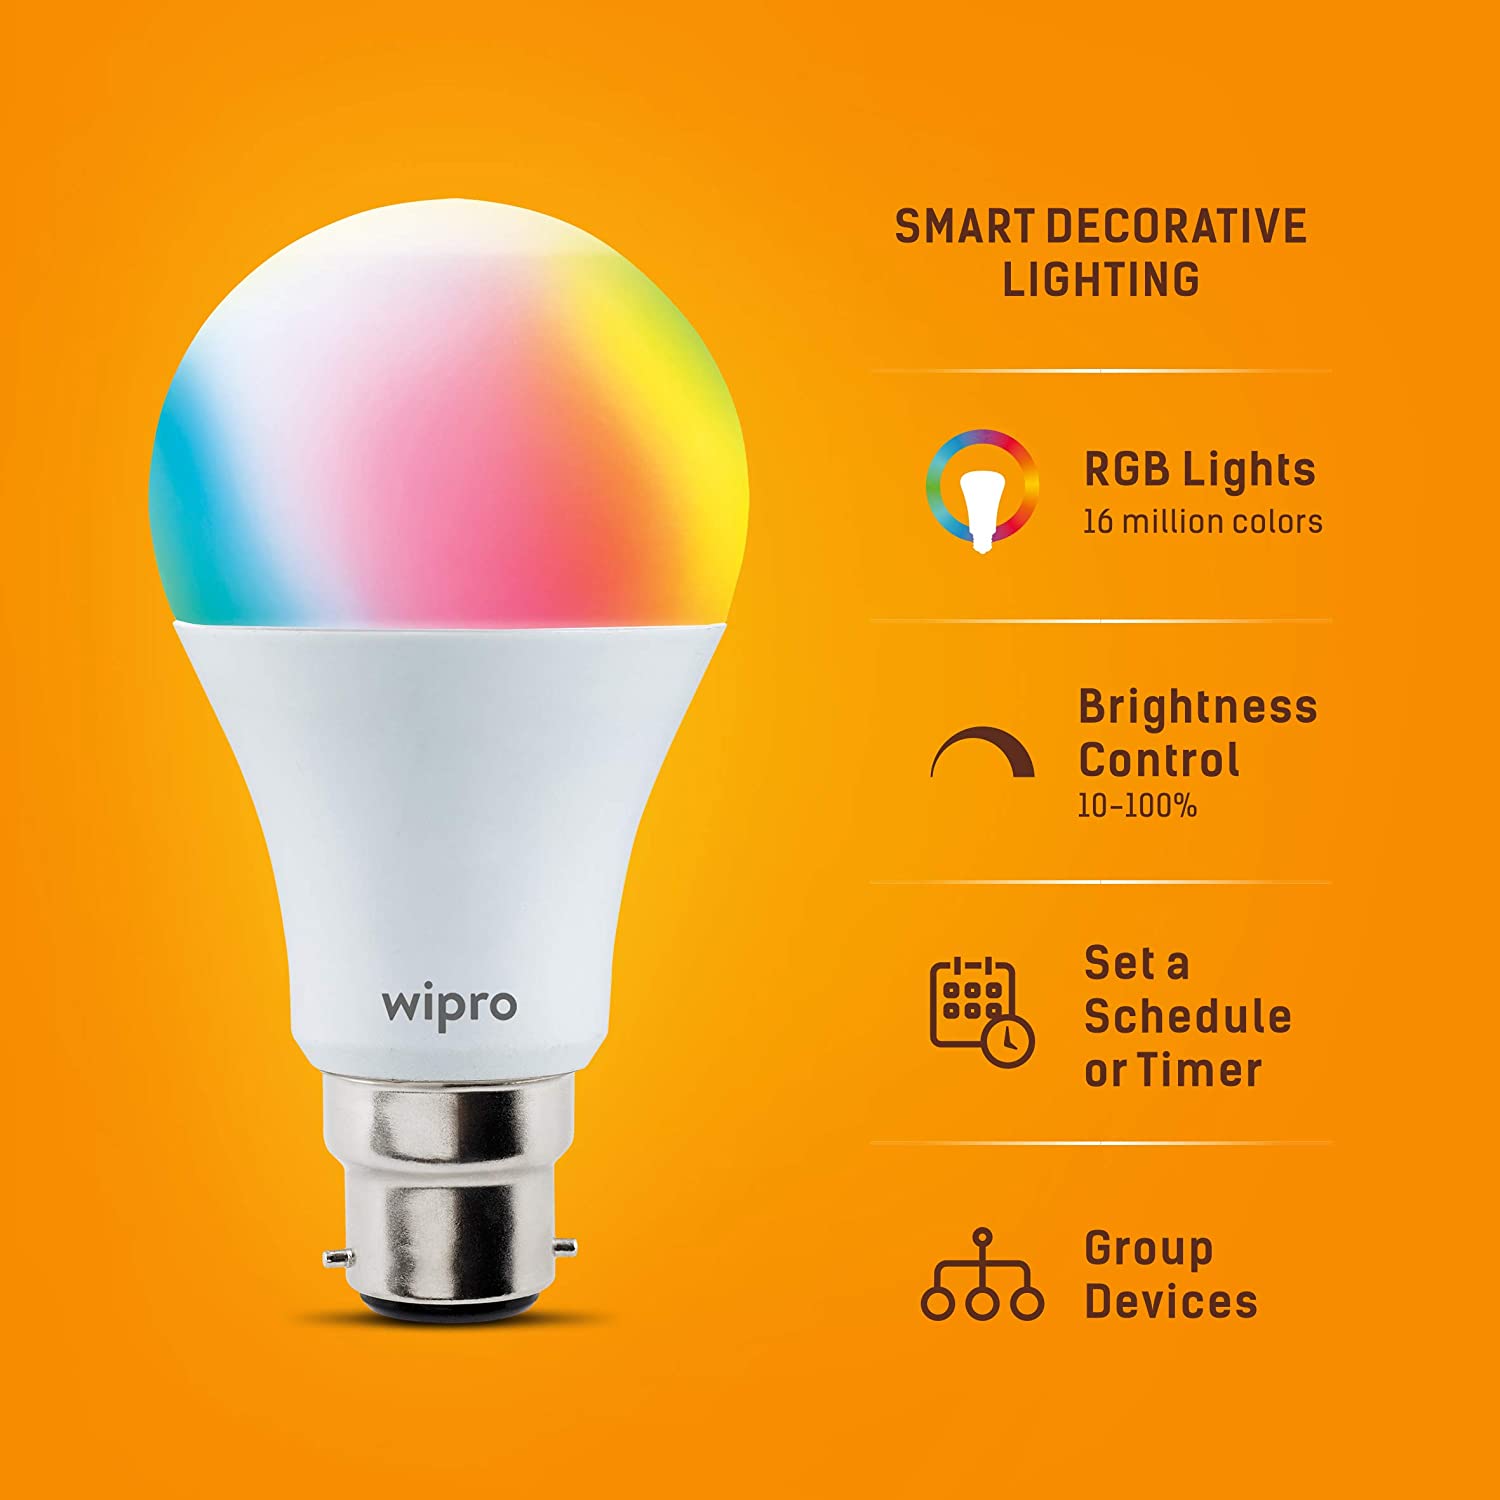 SMART DECORATIVE
LIGHTING
RGB Lights
16 million colors
Brightness
Control
10-100%
Set a
Schedule
or Timer
Group
Devices
wipro